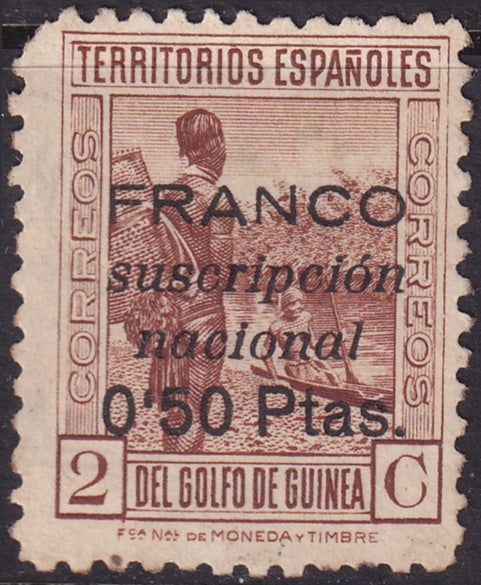 TERRITORIOS ESPAÑOLES
CORREOS
CORREOS
FRANCO
suscripción
nacional
0'50 Ptas.
2
DEL GOLFO DE GUINEA
C
Fca NAL DE MONEDA Y TIMBRE